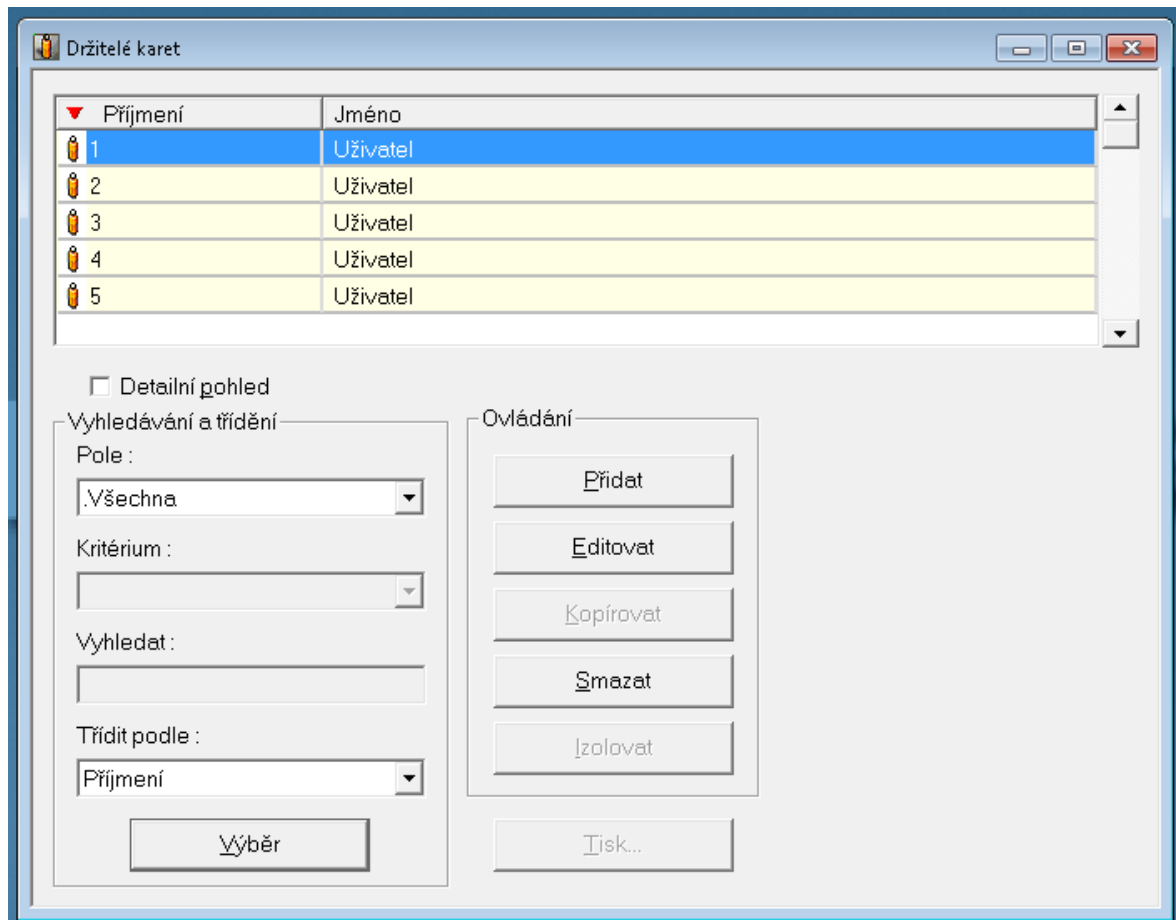 Držitelé karet
Příjmení Jméno
1 Uživatel
2 Uživatel
3 Uživatel
4 Uživatel
5 Uživatel
Detailní pohled
Vyhledávání a třídění
Pole :
.Všechna
Kritérium :
Vyhledat :
Třídit podle :
Příjmení
Výběr
Ovládání
Přidat
Editovat
Kopírovat
Smazat
Izolovat
Tisk...